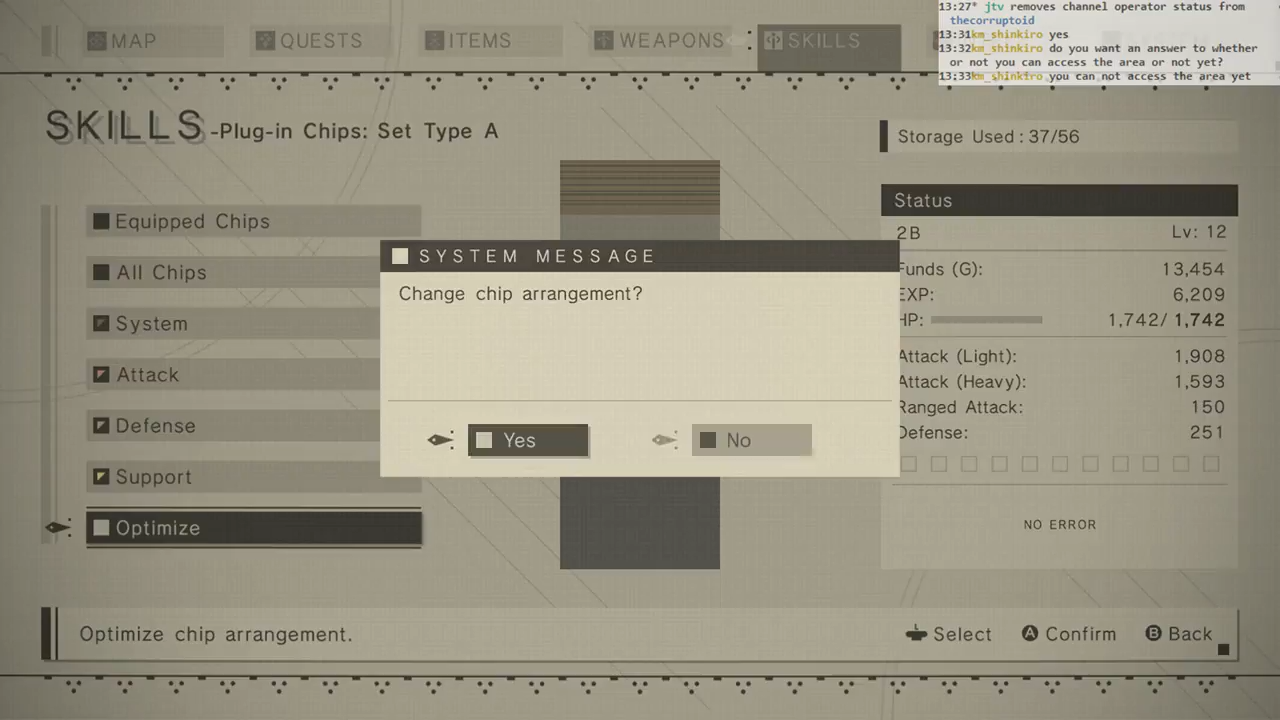 13:27* jtv removes channel operator status from
thecorruptoid
13:31km_shinkiro yes
13:32km_shinkiro do you want an answer to whether
or not you can access the area or not yet?
13:33km_shinkiro you can not access the area yet
MAP QUESTS ITEMS WEAPONS SKILLS
SKILLS -Plug-in Chips: Set Type A
Storage Used : 37/56
Equipped Chips
All Chips
System
Attack
Defense
Support
Optimize
SYSTEM MESSAGE
Change chip arrangement?
Yes No
Status
2B Lv: 12
Funds (G): 13,454
EXP: 6,209
HP: 1,742/ 1,742
Attack (Light): 1,908
Attack (Heavy): 1,593
Ranged Attack: 150
Defense: 251
NO ERROR
Optimize chip arrangement.
Select A Confirm B Back